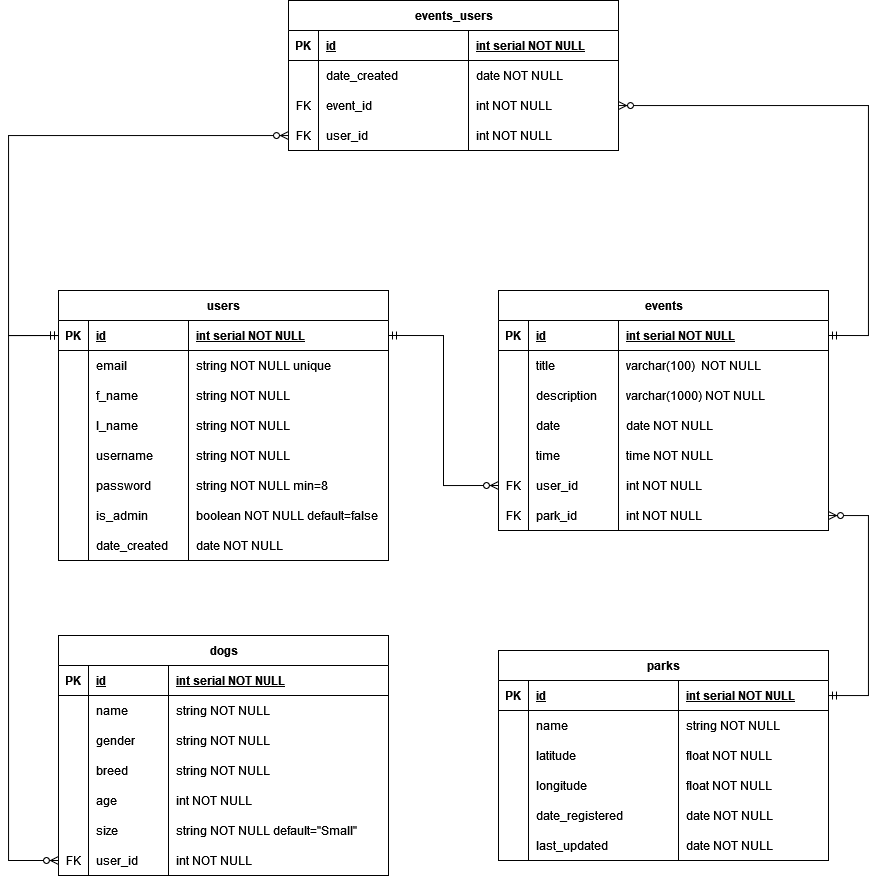 events_users
PK id int serial NOT NULL
date_created date NOT NULL
FK event_id int NOT NULL
FK user_id int NOT NULL
users
PK id int serial NOT NULL
email string NOT NULL unique
f_name string NOT NULL
l_name string NOT NULL
username string NOT NULL
password string NOT NULL min=8
is_admin boolean NOT NULL default=false
date_created date NOT NULL
events
PK id int serial NOT NULL
title varchar(100) NOT NULL
description varchar(1000) NOT NULL
date date NOT NULL
time time NOT NULL
FK user_id int NOT NULL
FK park_id int NOT NULL
dogs
PK id int serial NOT NULL
name string NOT NULL
gender string NOT NULL
breed string NOT NULL
age int NOT NULL
size string NOT NULL default="Small"
FK user_id int NOT NULL
parks
PK id int serial NOT NULL
name string NOT NULL
latitude float NOT NULL
longitude float NOT NULL
date_registered date NOT NULL
last_updated date NOT NULL